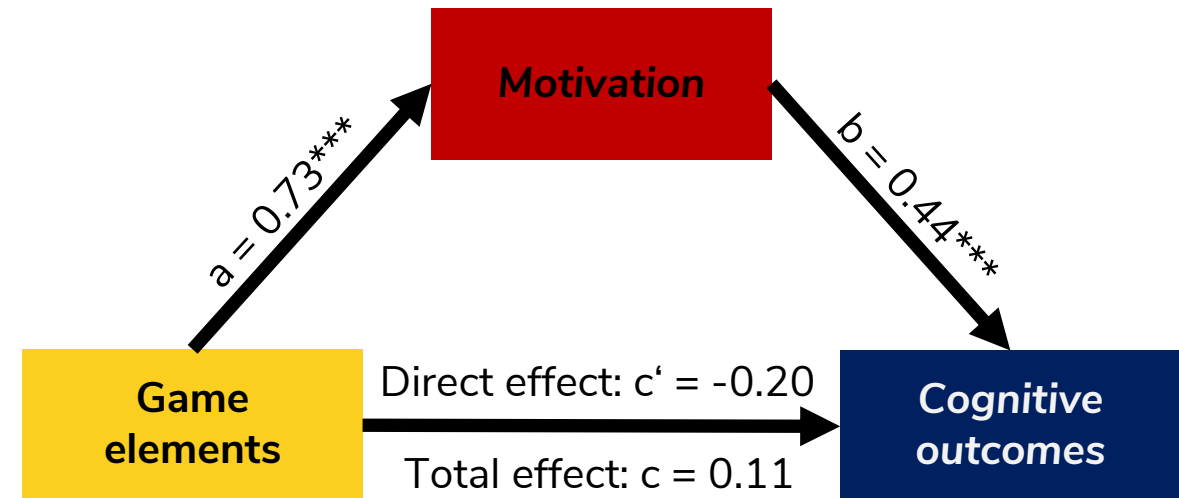 Motivation
a = 0.73***
b = 0.44***
Game
elements
Direct effect: c‘ = -0.20
Total effect: c = 0.11
Cognitive
outcomes